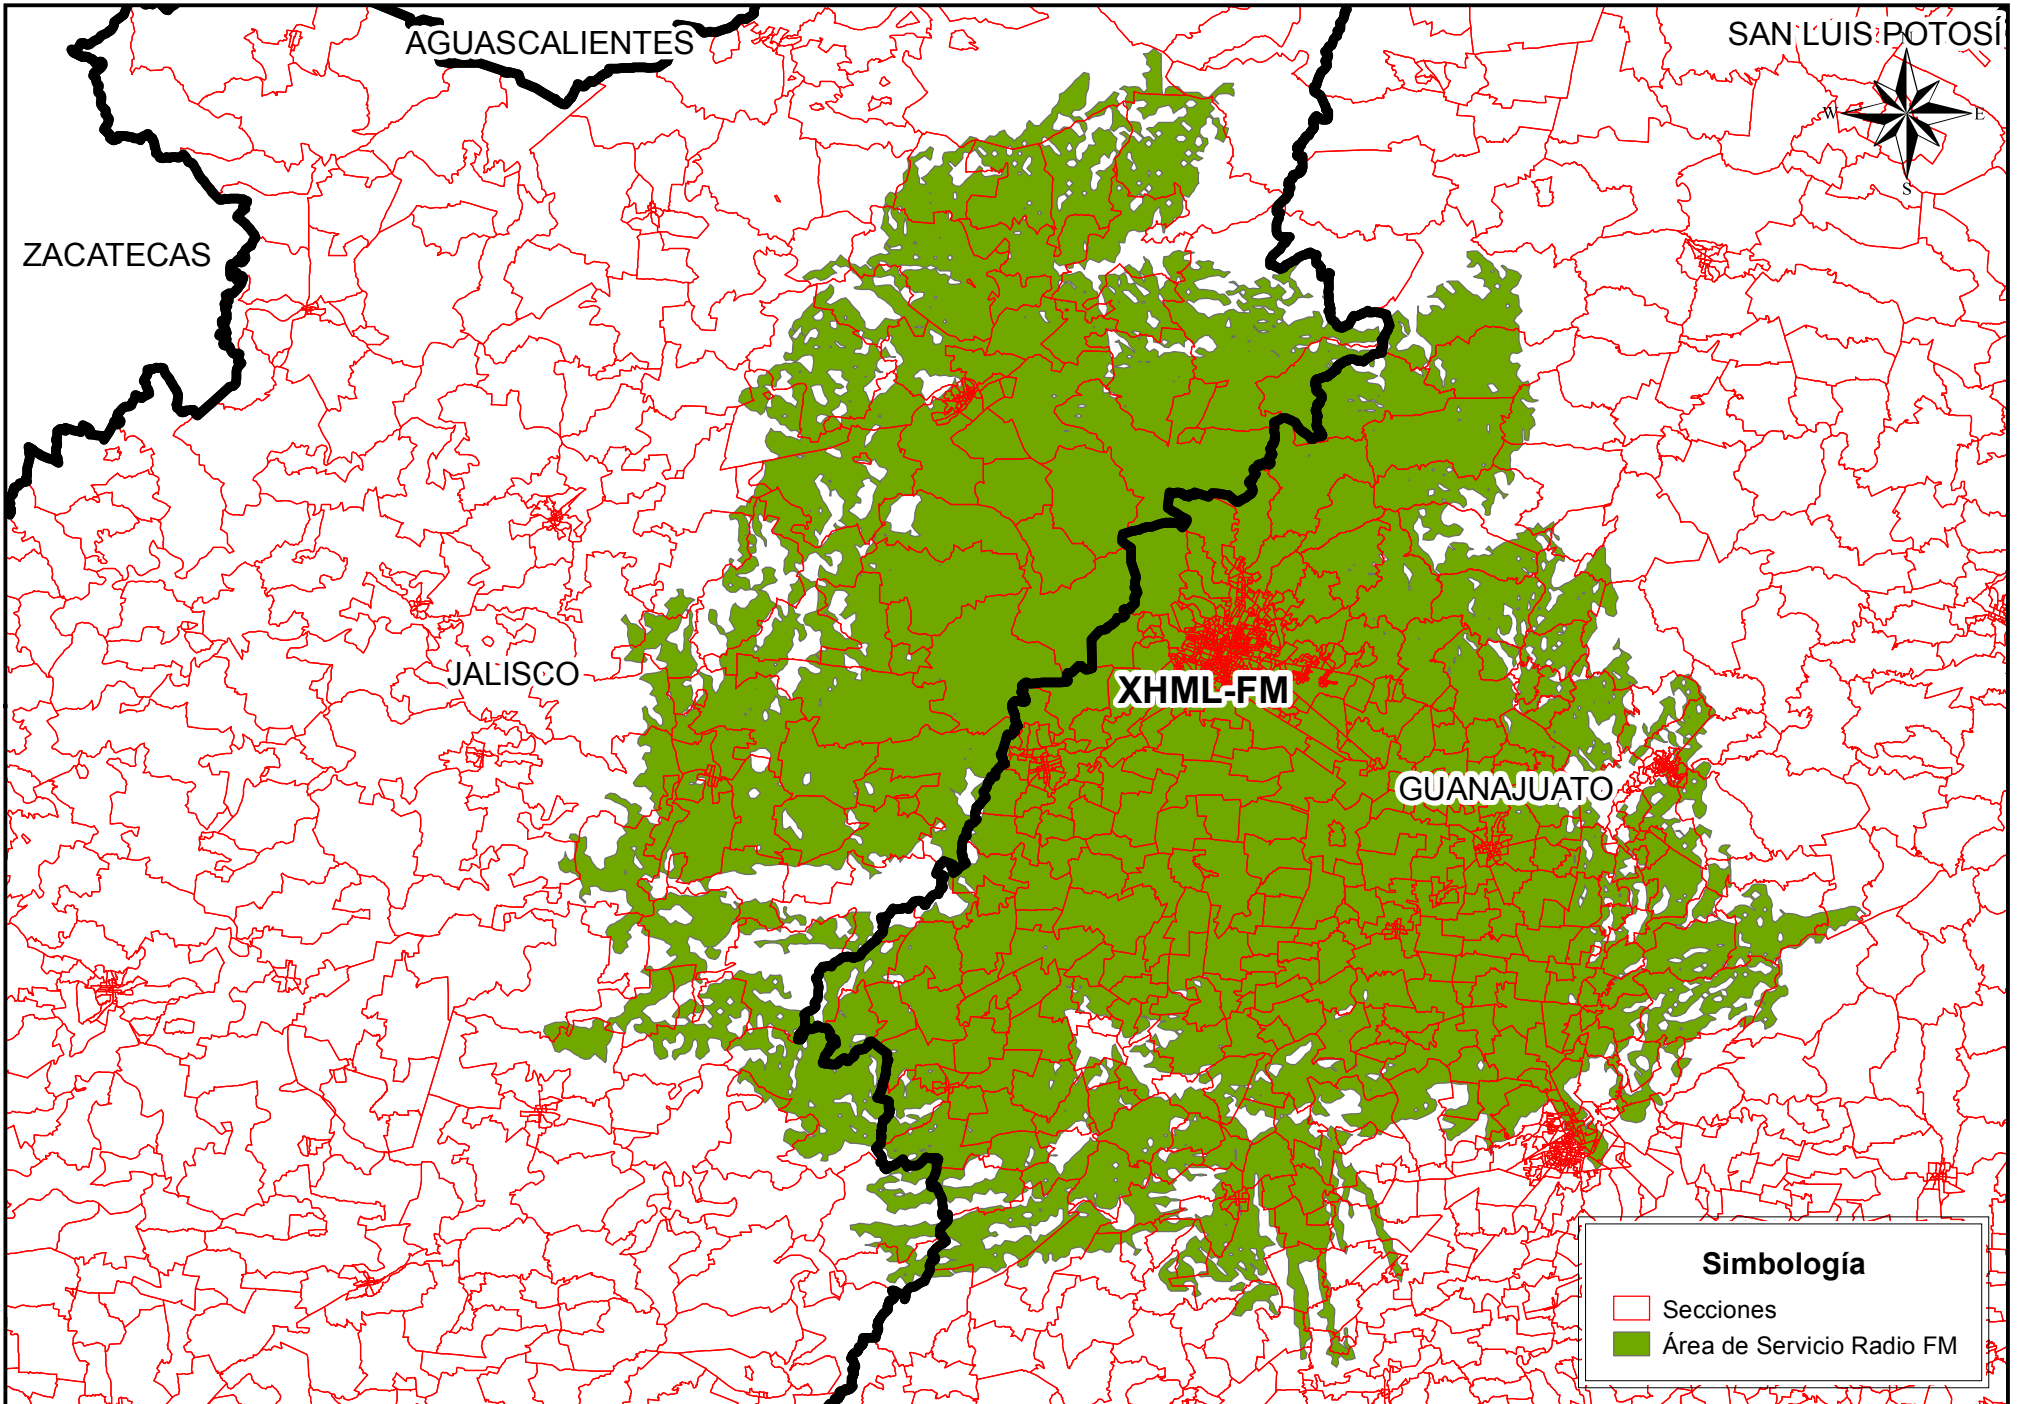 AGUASCALIENTES
SAN LUIS POTOSÍ
N
W
E
S
ZACATECAS
JALISCO
XHML-FM
GUANAJUATO
Simbología
Secciones
Área de Servicio Radio FM